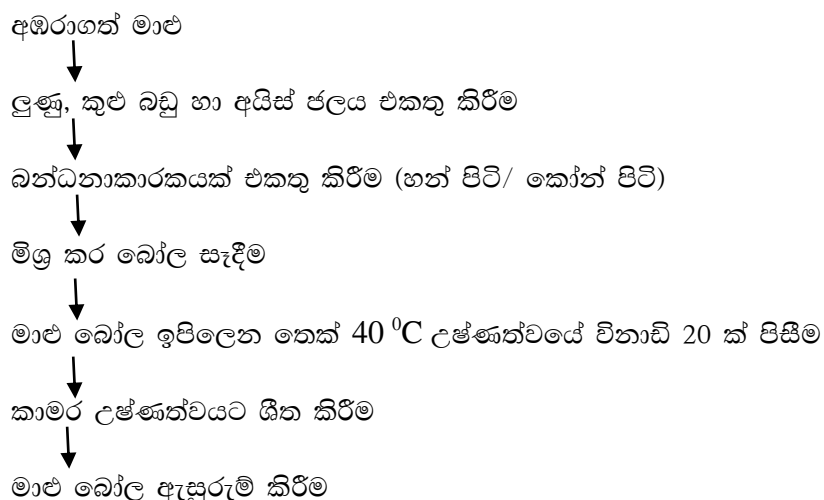 අඹරාගත් මාළු
ලුණු, කුළු බඩු හා අයිස් ජලය එකතු කිරීම
බන්ධනාකාරකයක් එකතු කිරීම (හන් පිටි/ කෝන් පිටි)
මිශ්‍ර කර බෝල සෑදීම
මාළු බෝල ඉපිලෙන තෙක් 40 ⁰C උෂ්ණත්වයේ විනාඩි 20 ක් පිසීම
කාමර උෂ්ණත්වයට ශීත කිරීම
මාළු බෝල ඇසුරුම් කිරීම